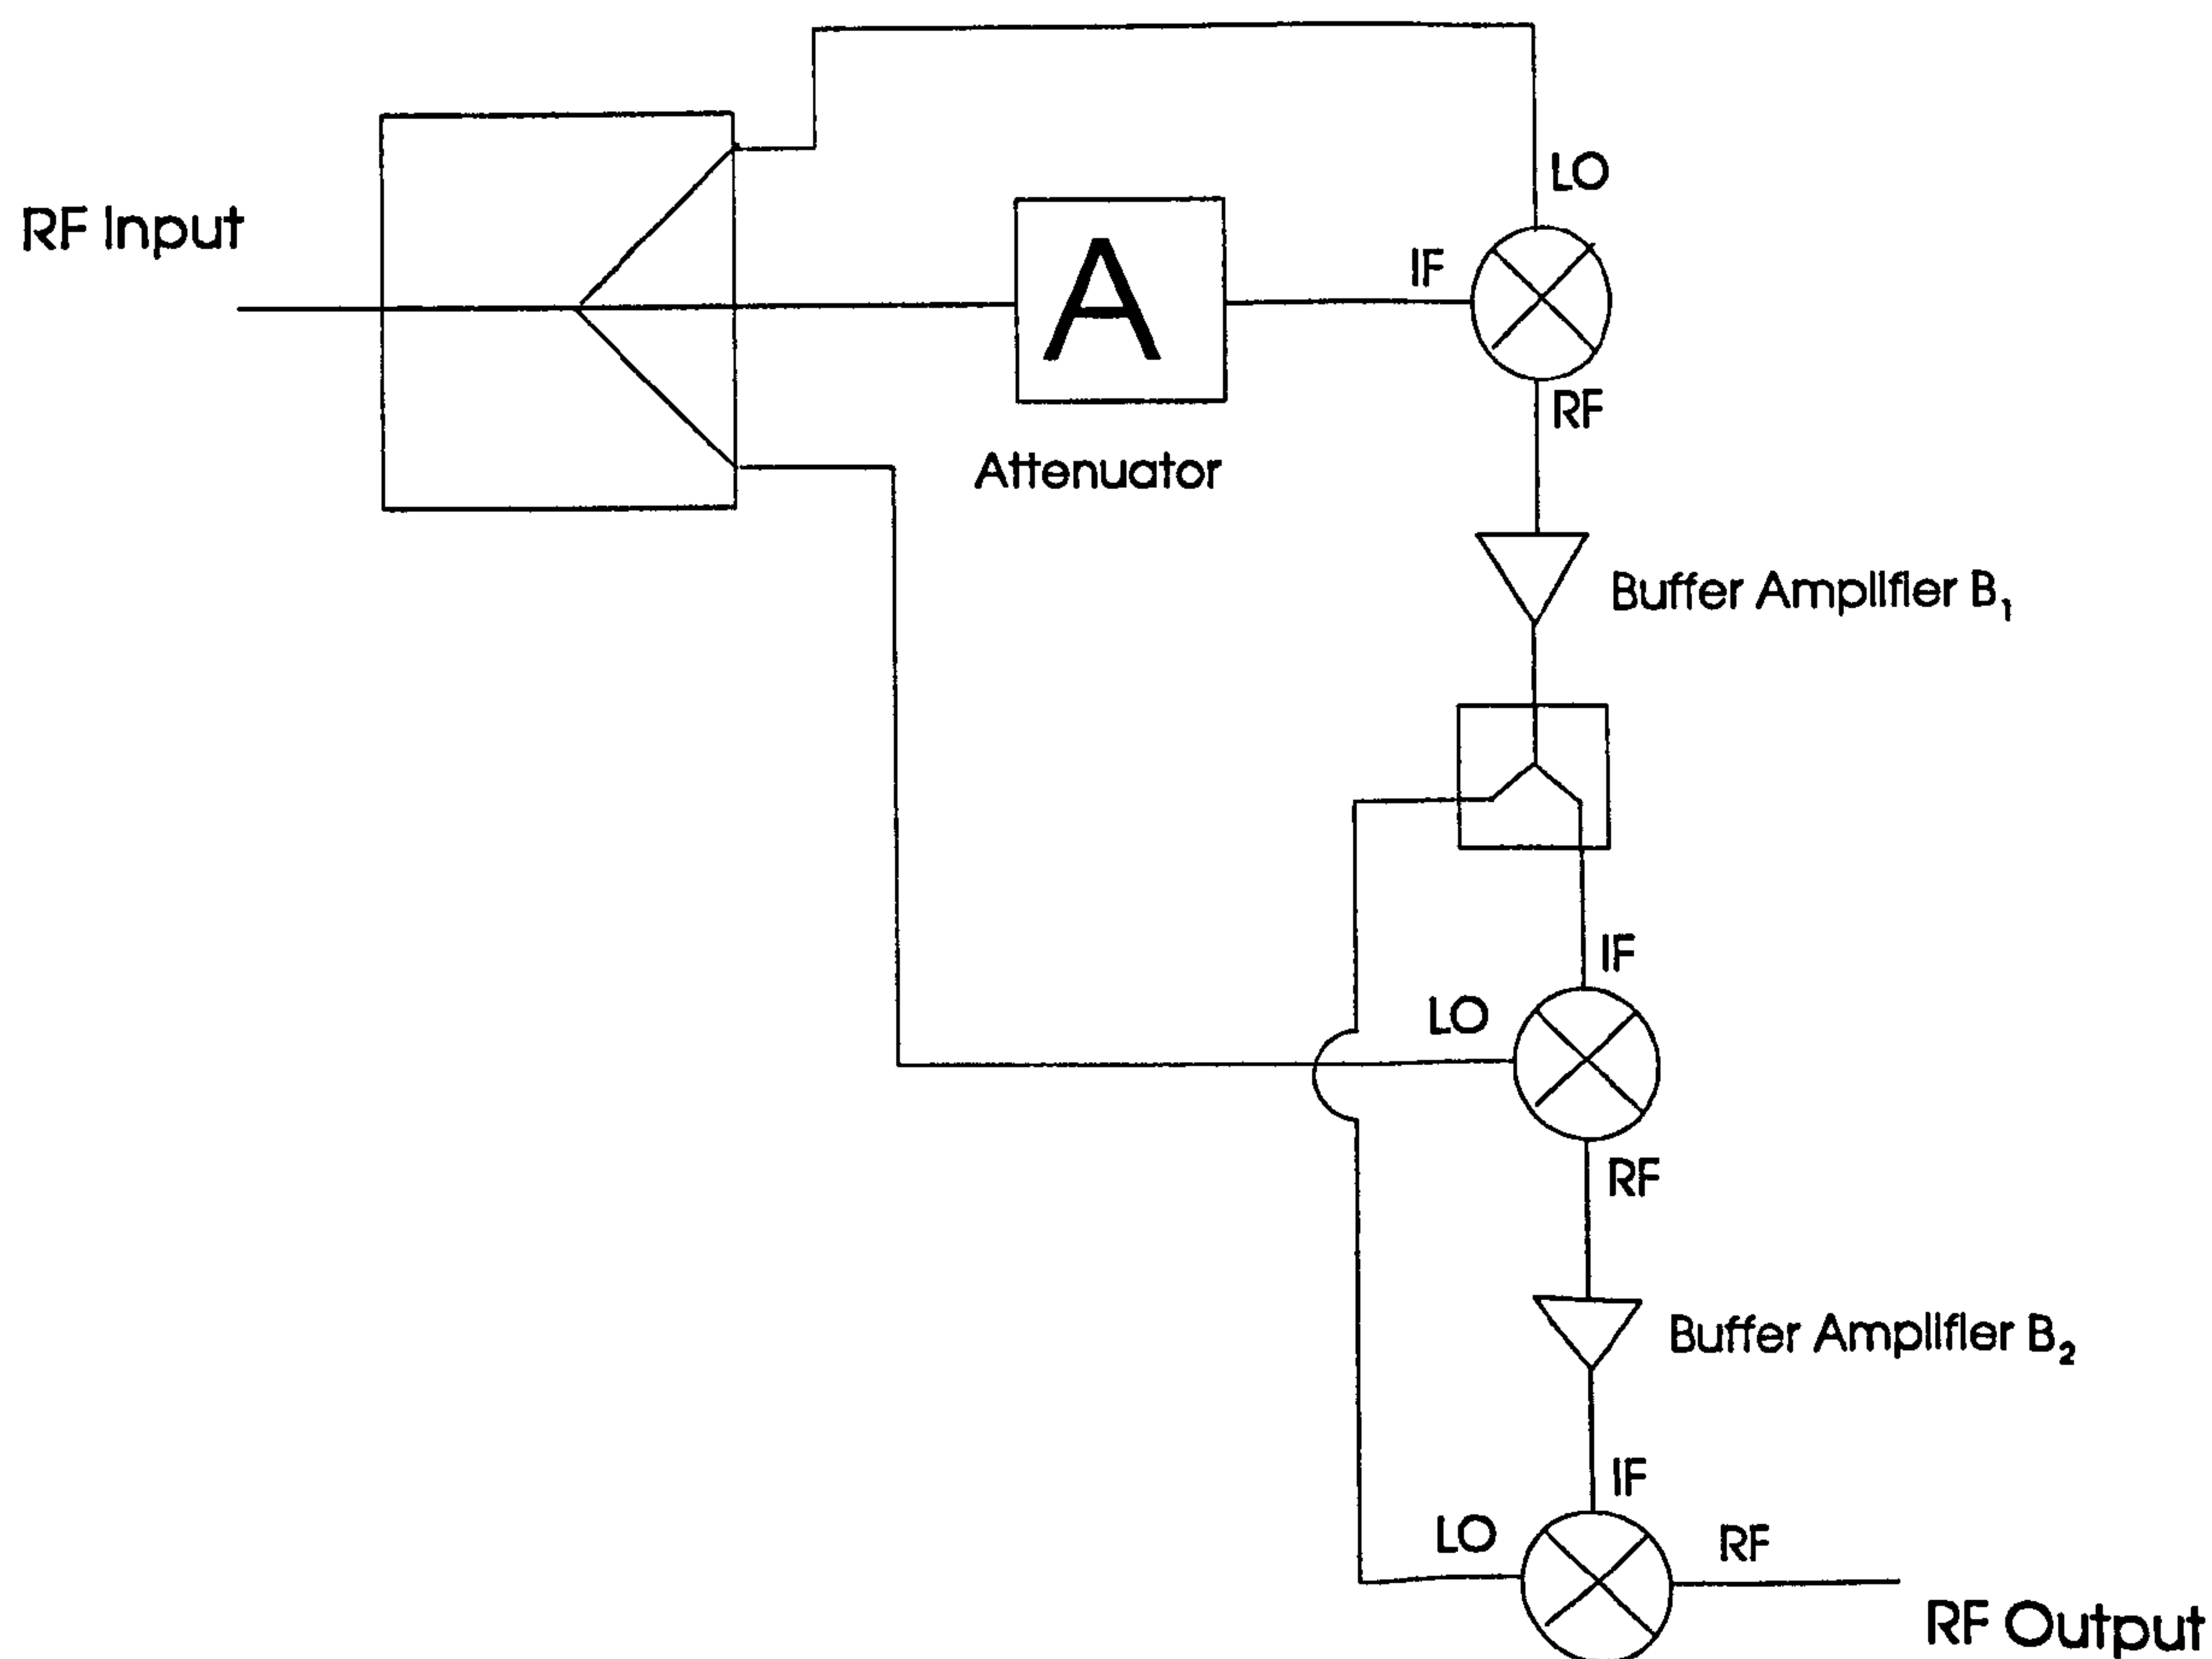 LO
RF Input
IF
A
RF
Attenuator
Buffer Amplifier B₁
IF
LO
RF
Buffer Amplifier B₂
IF
LO
RF
RF Output